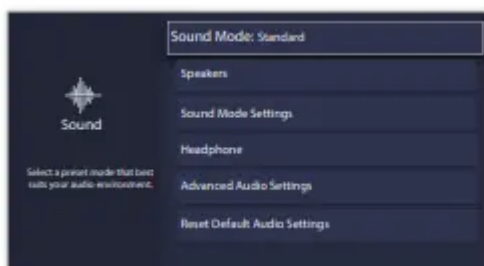 Sound
Select a preset mode that best
suits your audio environment.
Sound Mode: Standard
Speakers
Sound Mode Settings
Headphone
Advanced Audio Settings
Reset Default Audio Settings